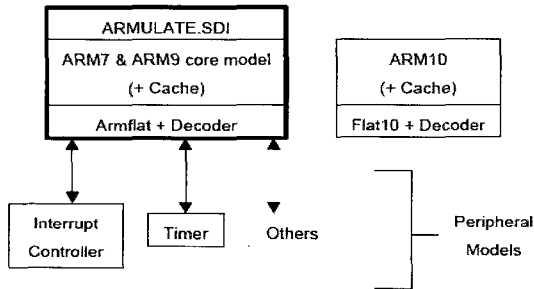 ARMULATE.SDI
ARM7 & ARM9 core model
(+ Cache)
Armflat + Decoder
ARM10
(+ Cache)
Flat10 + Decoder
Interrupt
Controller
Timer
Others
Peripheral
Models